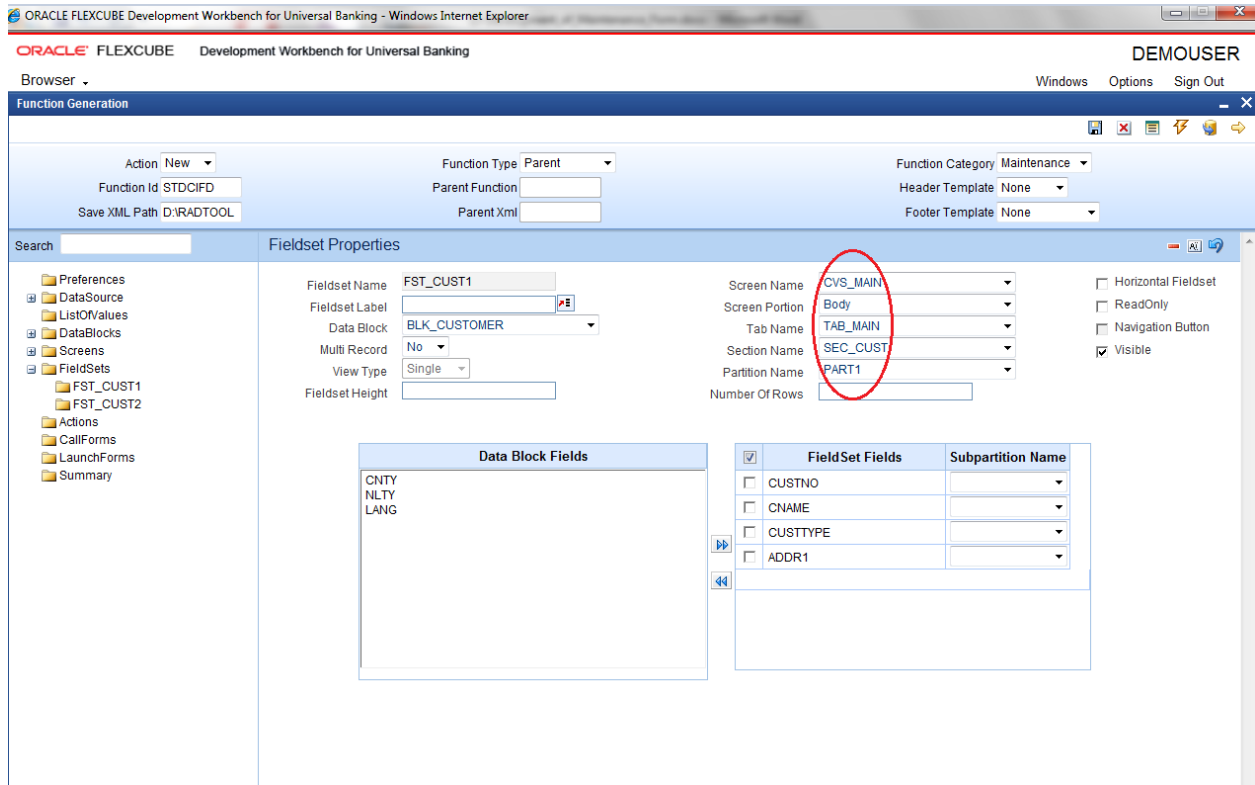 ORACLE FLEXCUBE Development Workbench for Universal Banking - Windows Internet Explorer
ORACLE FLEXCUBE Development Workbench for Universal Banking
DEMOUSER
Browser
Windows Options Sign Out
Function Generation
Action New Function Type Parent Function Category Maintenance
Function Id STDCIFD Parent Function Header Template None
Save XML Path D:\RADTOOL Parent Xml Footer Template None
Search
Preferences
DataSource
ListOfValues
DataBlocks
Screens
FieldSets
FST_CUST1
FST_CUST2
Actions
CallForms
LaunchForms
Summary
Fieldset Properties
Fieldset Name FST_CUST1 Screen Name CVS_MAIN Horizontal Fieldset
Fieldset Label Screen Portion Body ReadOnly
Data Block BLK_CUSTOMER Tab Name TAB_MAIN Navigation Button
Multi Record No Section Name SEC_CUST Visible
View Type Single Partition Name PART1
Fieldset Height Number Of Rows
Data Block Fields
CNTY
NLTY
LANG
FieldSet Fields Subpartition Name
CUSTNO
CNAME
CUSTTYPE
ADDR1